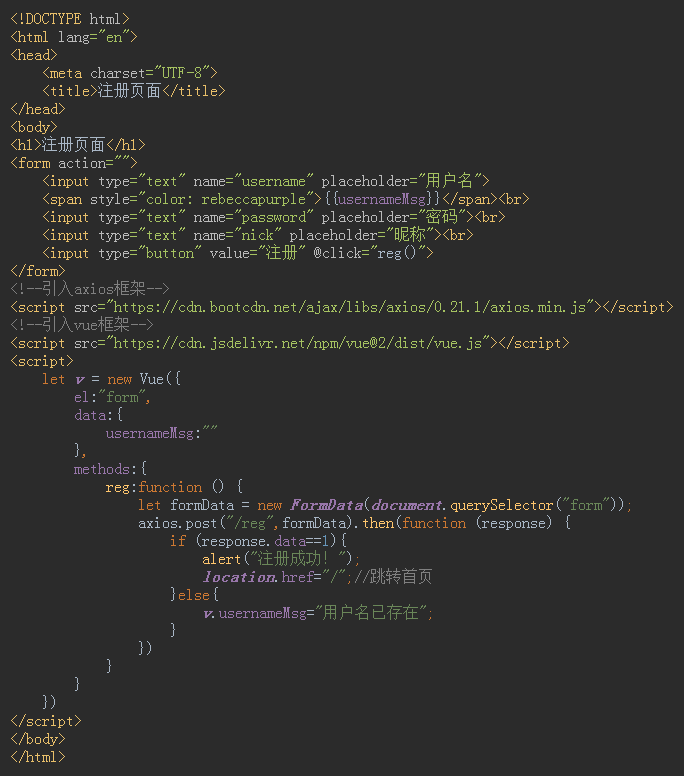 <!DOCTYPE html>
<html lang="en">
<head>
    <meta charset="UTF-8">
    <title>注册页面</title>
</head>
<body>
<h1>注册页面</h1>
<form action="">
    <input type="text" name="username" placeholder="用户名">
    <span style="color: rebeccapurple">{{usernameMsg}}</span><br>
    <input type="text" name="password" placeholder="密码"><br>
    <input type="text" name="nick" placeholder="昵称"><br>
    <input type="button" value="注册" @click="reg()">
</form>
<!--引入axios框架-->
<script src="https://cdn.bootcdn.net/ajax/libs/axios/0.21.1/axios.min.js"></script>
<!--引入vue框架-->
<script src="https://cdn.jsdelivr.net/npm/vue@2/dist/vue.js"></script>
<script>
    let v = new Vue({
        el:"form",
        data:{
            usernameMsg:""
        },
        methods:{
            reg:function () {
                let formData = new FormData(document.querySelector("form"));
                axios.post("/reg",formData).then(function (response) {
                    if (response.data==1){
                        alert("注册成功！");
                        location.href="/";//跳转首页
                    }else{
                        v.usernameMsg="用户名已存在";
                    }
                })
            }
        }
    })
</script>
</body>
</html>